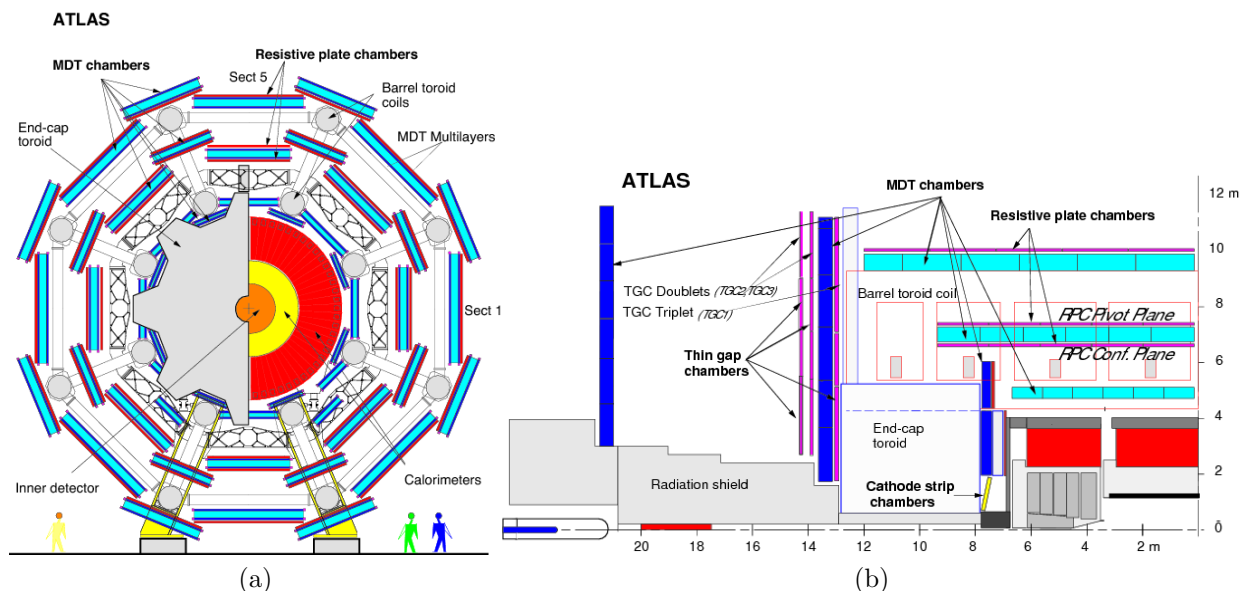 ATLAS
MDT chambers
Resistive plate chambers
Sect 5
Barrel toroid
coils
End-cap
toroid
MDT Multilayers
Sect 1
Inner detector
Calorimeters
(a)
ATLAS
MDT chambers
Resistive plate chambers
12 m
10
8
6
4
2
0
TGC Doublets (TGC2,TGC3)
TGC Triplet (TGC1)
Barrel toroid coil
RPC Pivot Plane
RPC Conf. Plane
Thin gap
chambers
End-cap
toroid
Radiation shield
Cathode strip
chambers
20 18 16 14 12 10 8 6 4 2 m
(b)